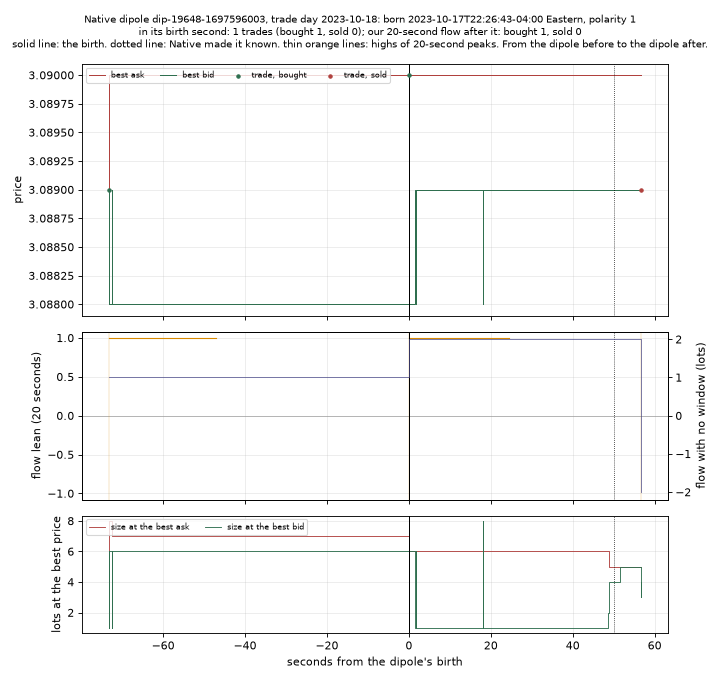 Native dipole dip-19648-1697596003, trade day 2023-10-18: born 2023-10-17T22:26:43-04:00 Eastern, polarity 1
in its birth second: 1 trades (bought 1, sold 0); our 20-second flow after it: bought 1, sold 0
solid line: the birth. dotted line: Native made it known. thin orange lines: highs of 20-second peaks. From the dipole before to the dipole after.
best ask best bid trade, bought trade, sold
3.09000
3.08975
3.08950
3.08925
3.08900
3.08875
3.08850
3.08825
3.08800
price
1.0
0.5
0.0
−0.5
−1.0
flow lean (20 seconds)
2
1
0
−1
−2
flow with no window (lots)
size at the best ask size at the best bid
8
6
4
2
lots at the best price
−60 −40 −20 0 20 40 60
seconds from the dipole's birth